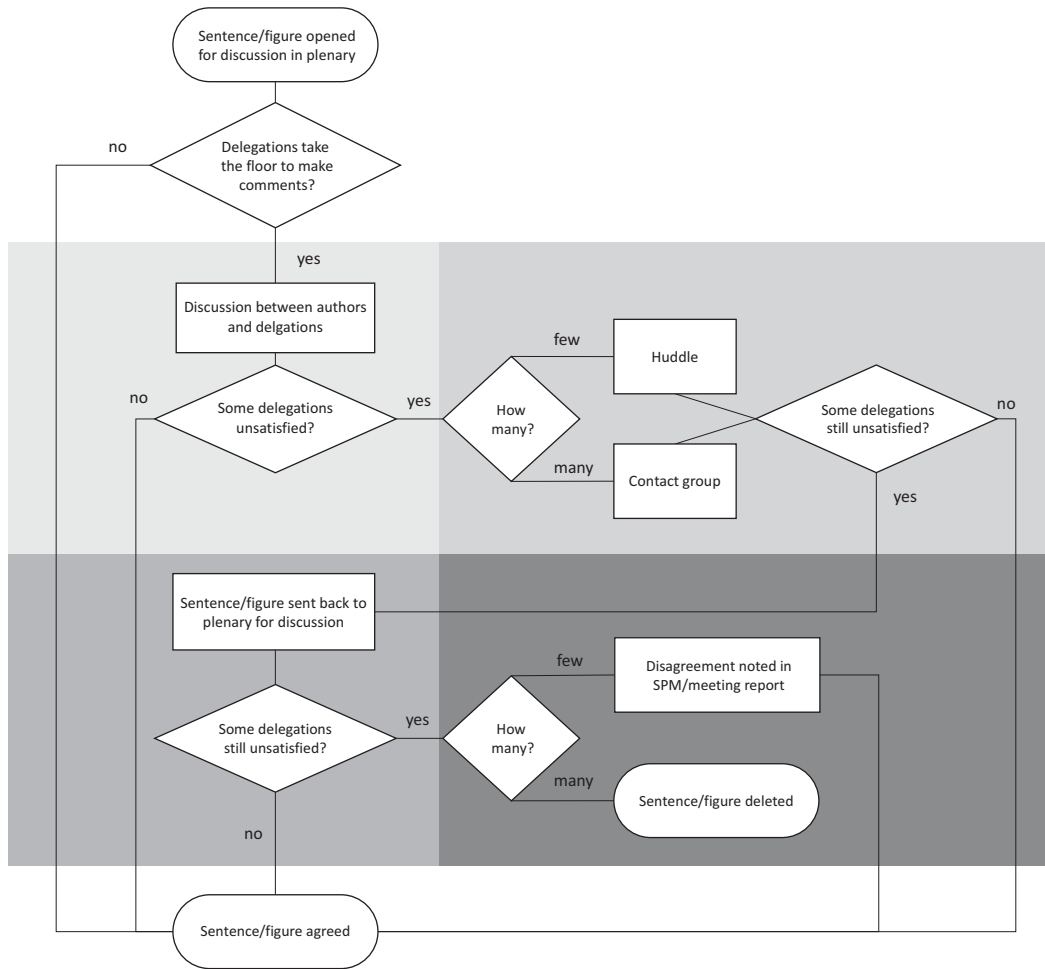 Sentence/figure opened
for discussion in plenary
no
Delegations take
the floor to make
comments?
yes
Discussion between authors
and delgations
no
Some delegations
unsatisfied?
yes
How
many?
few
Huddle
many
Contact group
Some delegations
still unsatisfied?
no
yes
Sentence/figure sent back to
plenary for discussion
Some delegations
still unsatisfied?
yes
How
many?
few
Disagreement noted in
SPM/meeting report
many
Sentence/figure deleted
no
Sentence/figure agreed